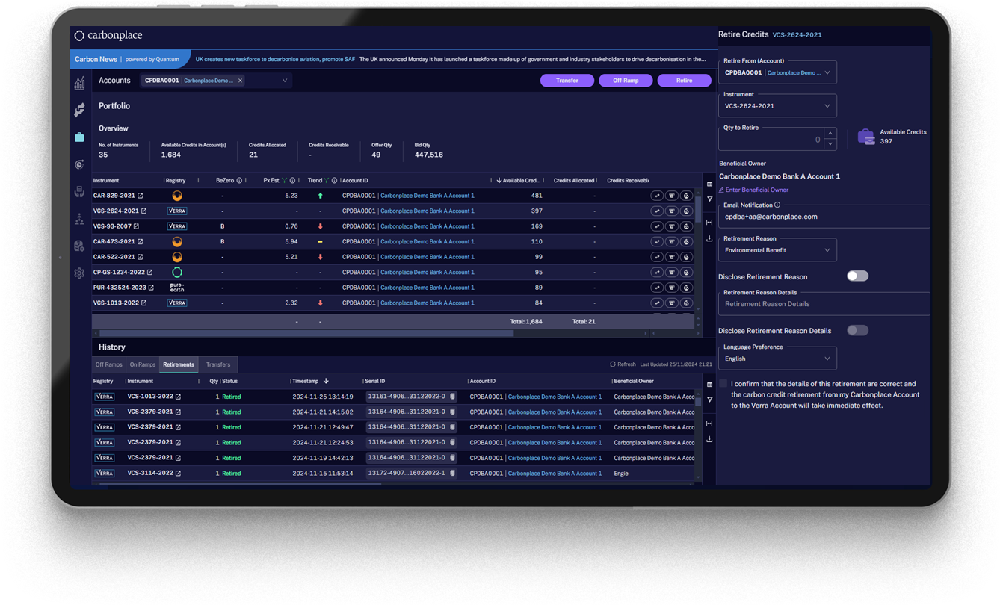 carbonplace
Carbon News | powered by Quantum
UK creates new taskforce to decarbonise aviation, promote SAF The UK announced Monday it has launched a taskforce made up of government and industry stakeholders to drive decarbonisation in the...
Accounts CPDBA0001 | Carbonplace Demo ... × Transfer Off-Ramp Retire
Portfolio
Overview
No. of Instruments Available Credits in Account(s) Credits Allocated Credits Receivable Offer Qty Bid Qty
35 1,684 21 - 49 447,516
Instrument Registry BeZero Px Est. Trend Account ID Available Cred... Credits Allocated Credits Receivable
CAR-829-2021 - 5.23 CPDBA0001 | Carbonplace Demo Bank A Account 1 481 -
VCS-2624-2021 VERRA - - - CPDBA0001 | Carbonplace Demo Bank A Account 1 397 -
VCS-93-2007 VERRA B 0.76 CPDBA0001 | Carbonplace Demo Bank A Account 1 169 -
CAR-473-2021 B 5.94 CPDBA0001 | Carbonplace Demo Bank A Account 1 110 -
CAR-522-2021 - 5.21 CPDBA0001 | Carbonplace Demo Bank A Account 1 99 -
CP-GS-1234-2022 - - - CPDBA0001 | Carbonplace Demo Bank A Account 1 95 -
PUR-432524-2023 puro· earth - - - CPDBA0001 | Carbonplace Demo Bank A Account 1 89 -
VCS-1013-2022 VERRA - 2.32 CPDBA0001 | Carbonplace Demo Bank A Account 1 84 -
- - Total: 1,684 Total: 21
History
Off Ramps On Ramps Retirements Transfers Refresh Last Updated 25/11/2024 21:21
Registry Instrument Qty Status Timestamp Serial ID Account ID Beneficial Owner
VERRA VCS-1013-2022 1 Retired 2024-11-25 13:14:19 13161-4906...31122022-0 CPDBA0001 | Carbonplace Demo Bank A Account 1 Carbonplace Demo Bank A Acco
VERRA VCS-2379-2021 1 Retired 2024-11-21 14:15:02 13164-4906...31122021-0 CPDBA0001 | Carbonplace Demo Bank A Account 1 Carbonplace Demo Bank A Acco
VERRA VCS-2379-2021 1 Retired 2024-11-21 12:49:47 13164-4906...31122021-0 CPDBA0001 | Carbonplace Demo Bank A Account 1 Carbonplace Demo Bank A Acco
VERRA VCS-2379-2021 1 Retired 2024-11-21 12:24:53 13164-4906...31122021-0 CPDBA0001 | Carbonplace Demo Bank A Account 1 Carbonplace Demo Bank A Acco
VERRA VCS-2379-2021 1 Retired 2024-11-19 14:42:13 13164-4906...31122021-0 CPDBA0001 | Carbonplace Demo Bank A Account 1 Carbonplace Demo Bank A Acco
VERRA VCS-3114-2022 1 Retired 2024-11-15 11:53:14 13172-4907...16022022-1 CPDBA0001 | Carbonplace Demo Bank A Account 1 Engie
Retire Credits VCS-2624-2021
Retire From (Account)
CPDBA0001 | Carbonplace Demo ...
Instrument
VCS-2624-2021
Qty to Retire
0
Available Credits
397
Beneficial Owner
Carbonplace Demo Bank A Account 1
Enter Beneficial Owner
Email Notification
cpdba+aa@carbonplace.com
Retirement Reason
Environmental Benefit
Disclose Retirement Reason
Retirement Reason Details
Retirement Reason Details
Disclose Retirement Reason Details
Language Preference
English
I confirm that the details of this retirement are correct and
the carbon credit retirement from my Carbonplace Account
to the Verra Account will take immediate effect.